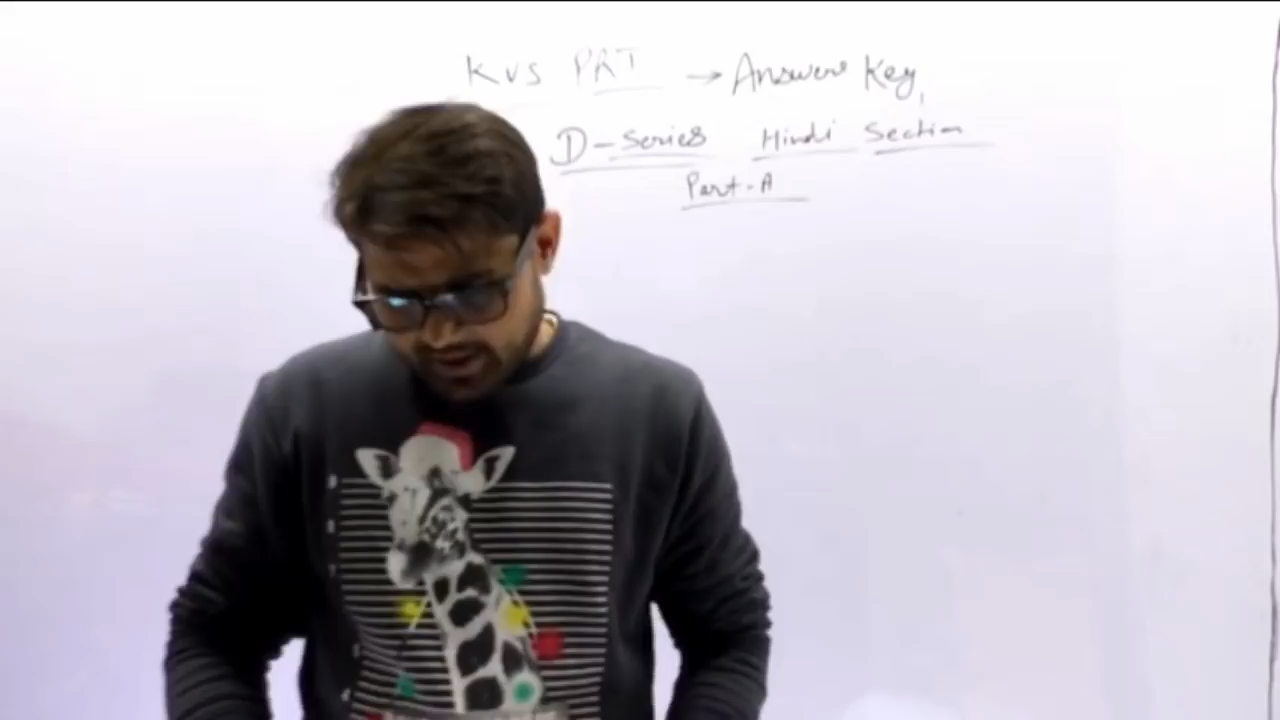 KVS PRT → Answer Key,
D-Series Hindi Section
Part-A